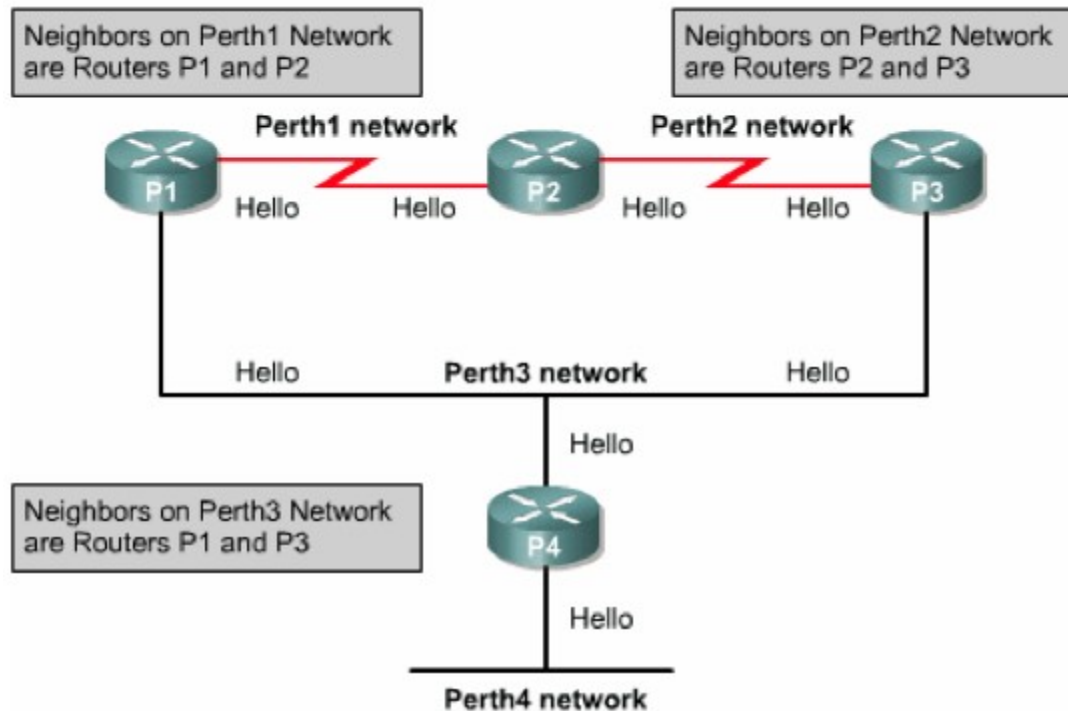 Neighbors on Perth1 Network
are Routers P1 and P2
Neighbors on Perth2 Network
are Routers P2 and P3
Perth1 network
Perth2 network
P1
P2
P3
Hello
Hello
Hello
Hello
Hello
Perth3 network
Hello
Hello
Neighbors on Perth3 Network
are Routers P1 and P3
P4
Hello
Perth4 network